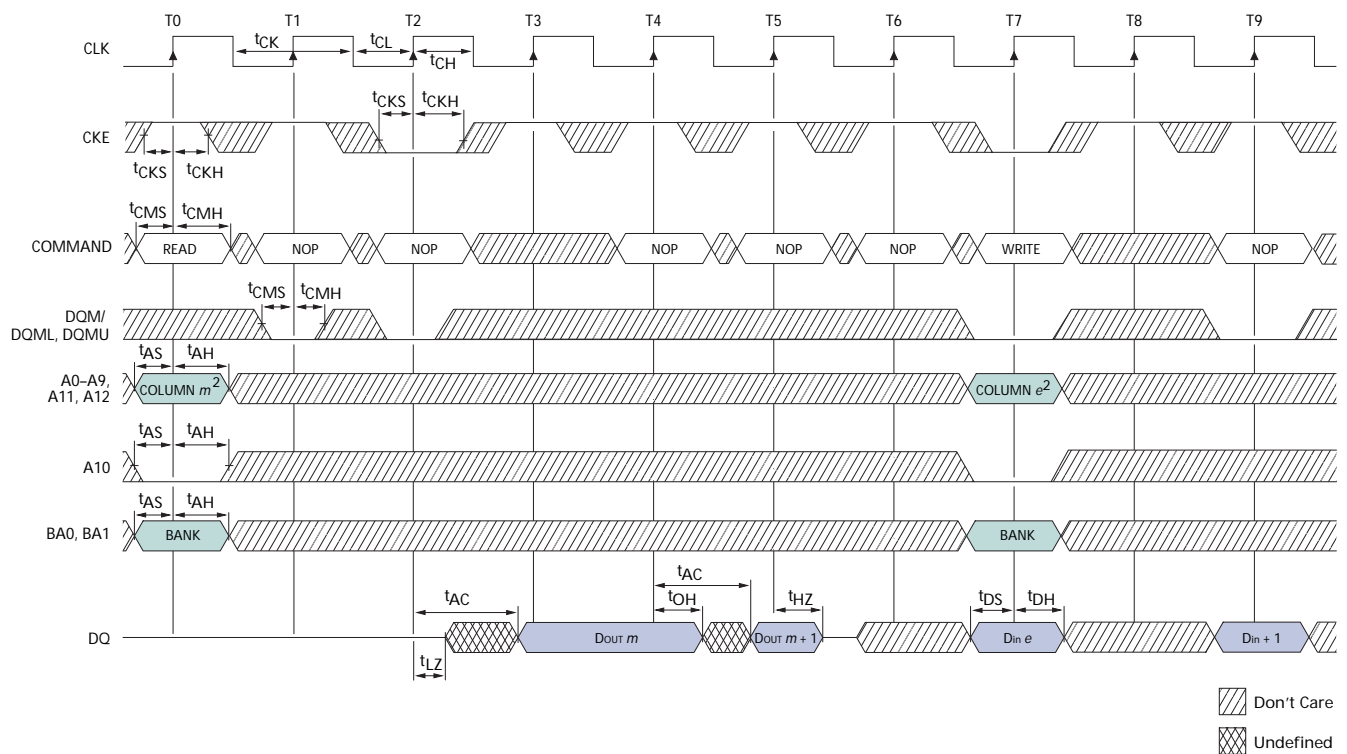 T0 T1 T2 T3 T4 T5 T6 T7 T8 T9
CLK
tCK tCL
tCH
tCKS tCKH
CKE
tCKS tCKH
tCMS tCMH
COMMAND READ NOP NOP NOP NOP NOP WRITE NOP
tCMS tCMH
DQM/
DQML, DQMU
tAS tAH
A0–A9,
A11, A12
COLUMN m² COLUMN e²
tAS tAH
A10
tAS tAH
BA0, BA1 BANK BANK
tAC
tAC tOH tHZ tDS tDH
DQ DOUT m DOUT m + 1 Din e Din + 1
tLZ
Don't Care
Undefined